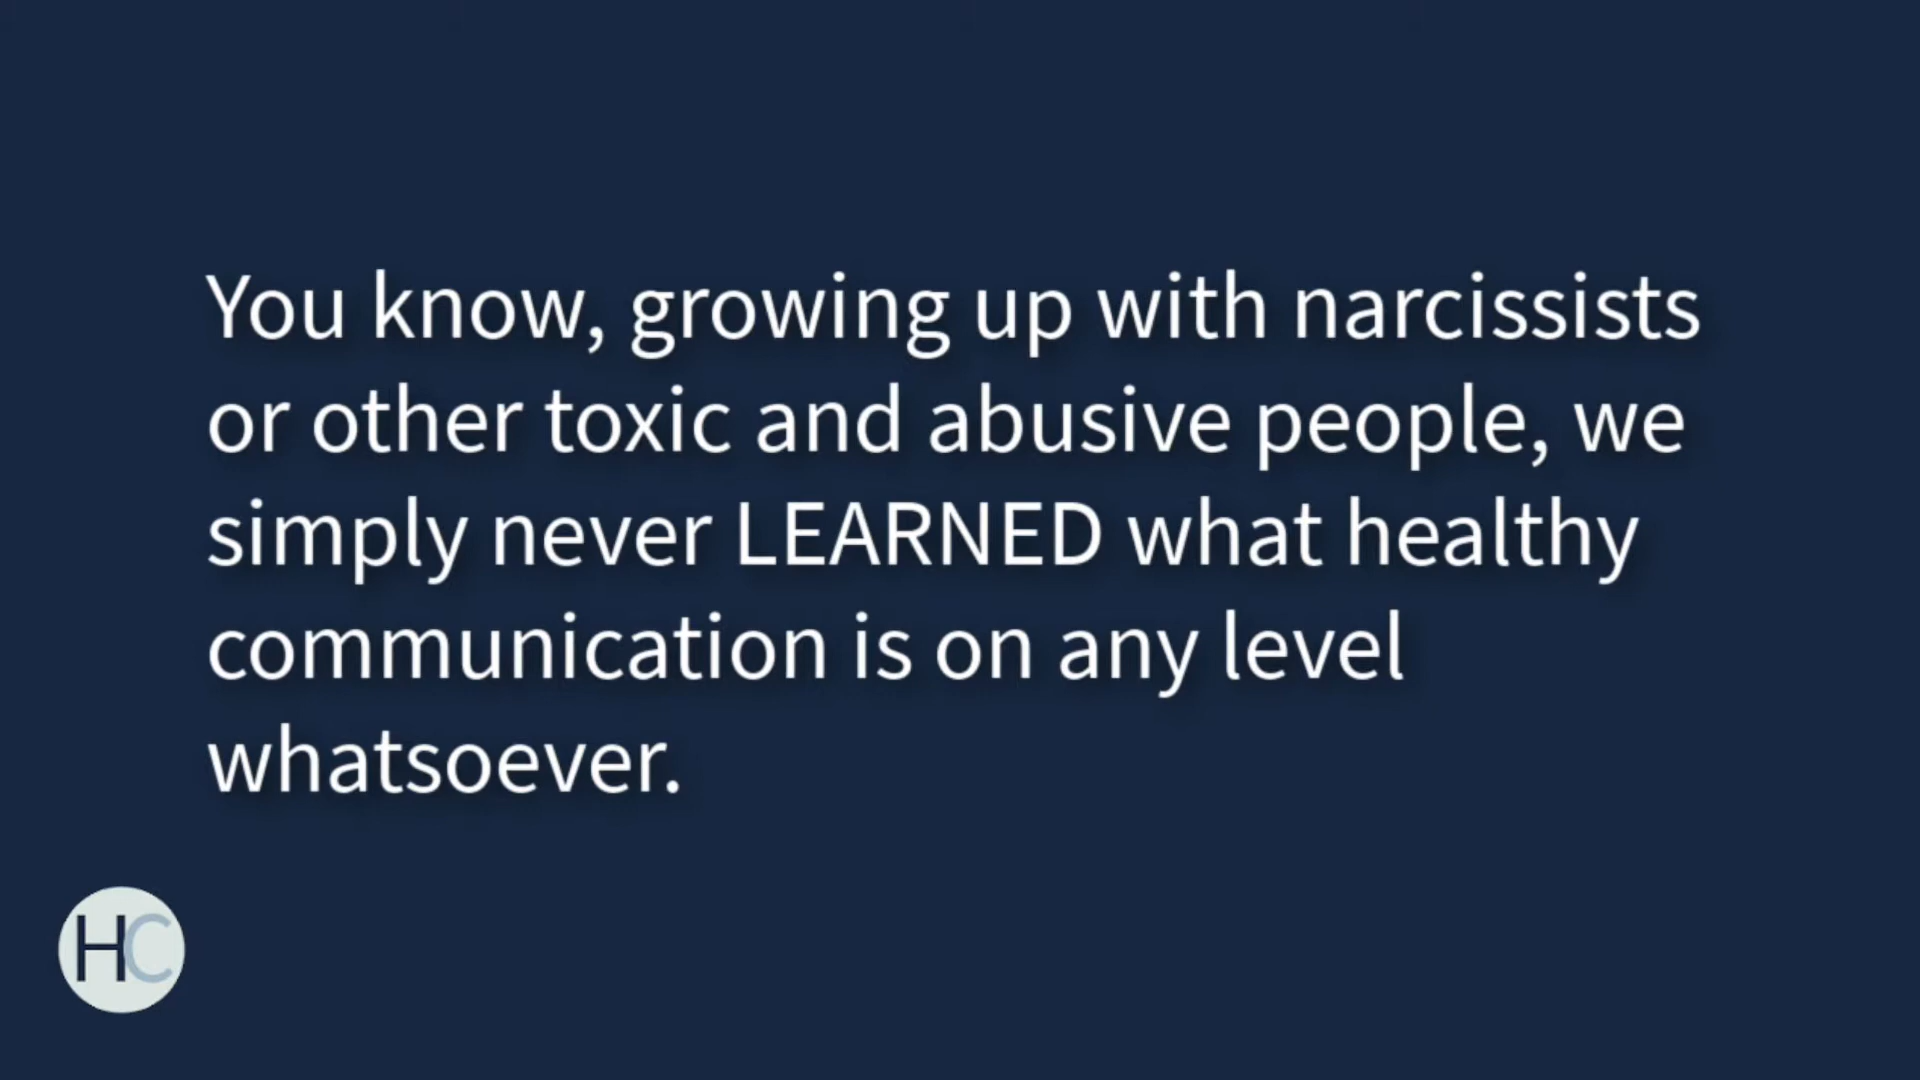 You know, growing up with narcissists
or other toxic and abusive people, we
simply never LEARNED what healthy
communication is on any level
whatsoever.
HC